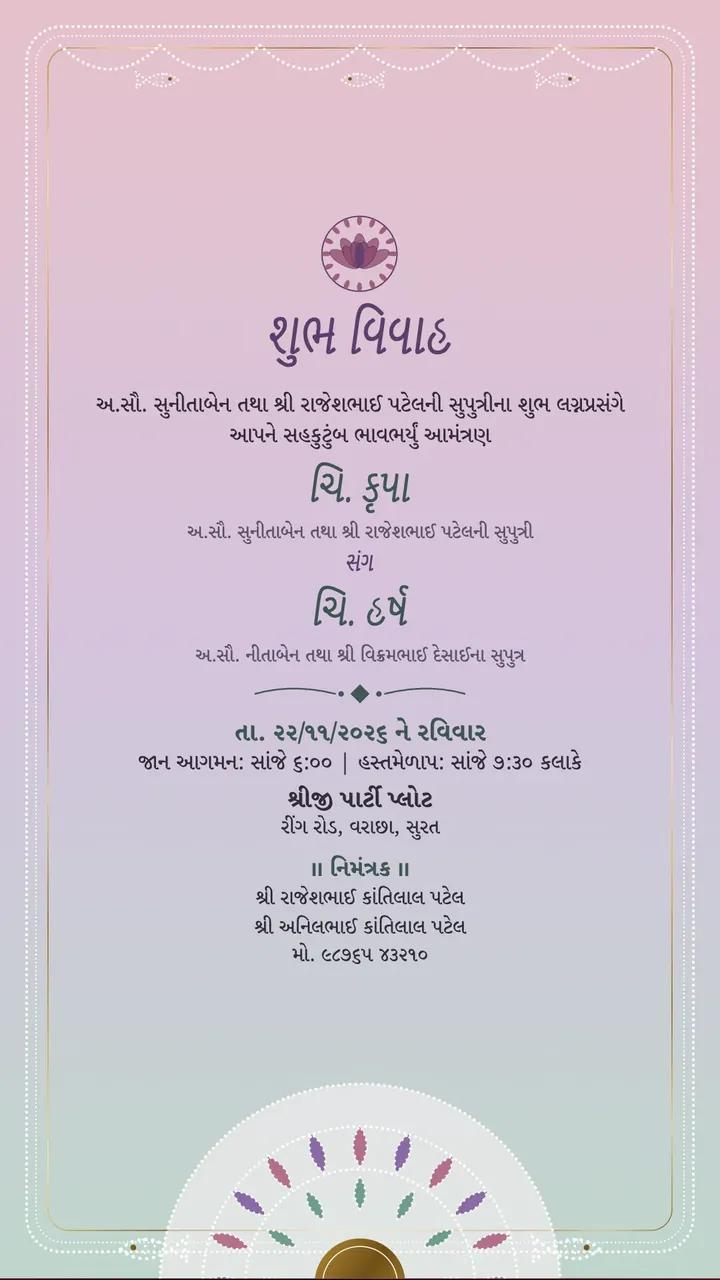 શુભ વિવાહ
અ.સૌ. સુનીતાબેન તથા શ્રી રાજેશભાઈ પટેલની સુપુત્રીના શુભ લગ્નપ્રસંગે
આપને સહકુટુંબ ભાવભર્યું આમંત્રણ
ચિ. કૃપા
અ.સૌ. સુનીતાબેન તથા શ્રી રાજેશભાઈ પટેલની સુપુત્રી
સંગ
ચિ. હર્ષ
અ.સૌ. નીતાબેન તથા શ્રી વિક્રમભાઈ દેસાઈના સુપુત્ર
તા. ૨૨/૧૧/૨૦૨૬ ને રવિવાર
જાન આગમન: સાંજે ૬:૦૦ | હસ્તમેળાપ: સાંજે ૭:૩૦ કલાકે
શ્રીજી પાર્ટી પ્લોટ
રીંગ રોડ, વરાછા, સુરત
॥ નિમંત્રક ॥
શ્રી રાજેશભાઈ કાંતિલાલ પટેલ
શ્રી અનિલભાઈ કાંતિલાલ પટેલ
મો. ૯૮૭૬૫ ૪૩૨૧૦